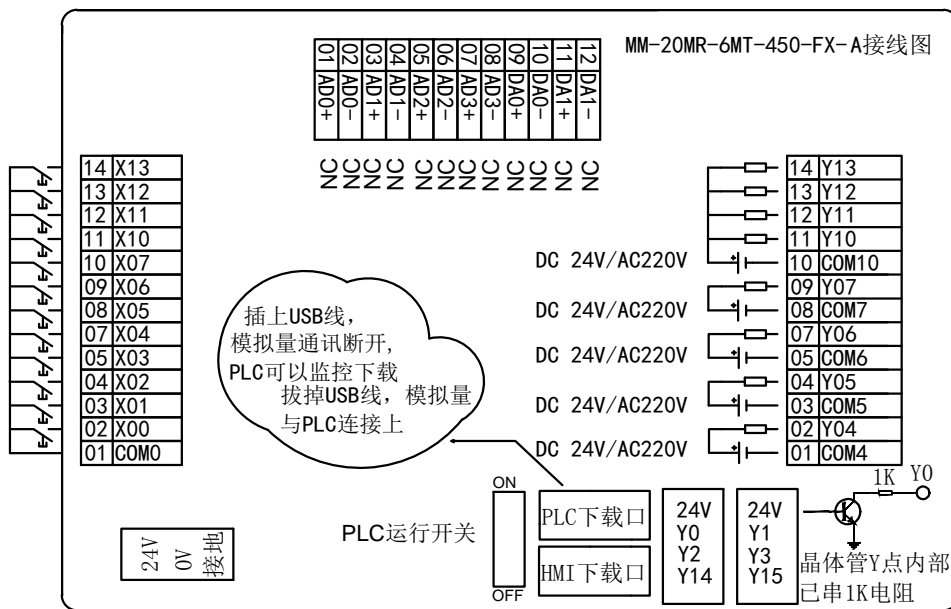 MM-20MR-6MT-450-FX-A接线图
01 AD0+
02 AD0-
03 AD1+
04 AD1-
05 AD2+
06 AD2-
07 AD3+
08 AD3-
09 DA0+
10 DA0-
11 DA1+
12 DA1-
NC NC NC NC NC NC NC NC NC NC NC NC
14 X13
13 X12
12 X11
11 X10
10 X07
09 X06
08 X05
07 X04
05 X03
04 X02
03 X01
02 X00
01 COM0
插上USB线，
模拟量通讯断开,
PLC可以监控下载
拔掉USB线，模拟量
与PLC连接上
DC 24V/AC220V
DC 24V/AC220V
DC 24V/AC220V
DC 24V/AC220V
DC 24V/AC220V
14 Y13
13 Y12
12 Y11
11 Y10
10 COM10
09 Y07
08 COM7
07 Y06
05 COM6
04 Y05
03 COM5
02 Y04
01 COM4
24V
0V
接地
PLC运行开关
ON
OFF
PLC下载口
HMI下载口
24V
Y0
Y2
Y14
24V
Y1
Y3
Y15
1K
Y0
晶体管Y点内部
已串1K电阻